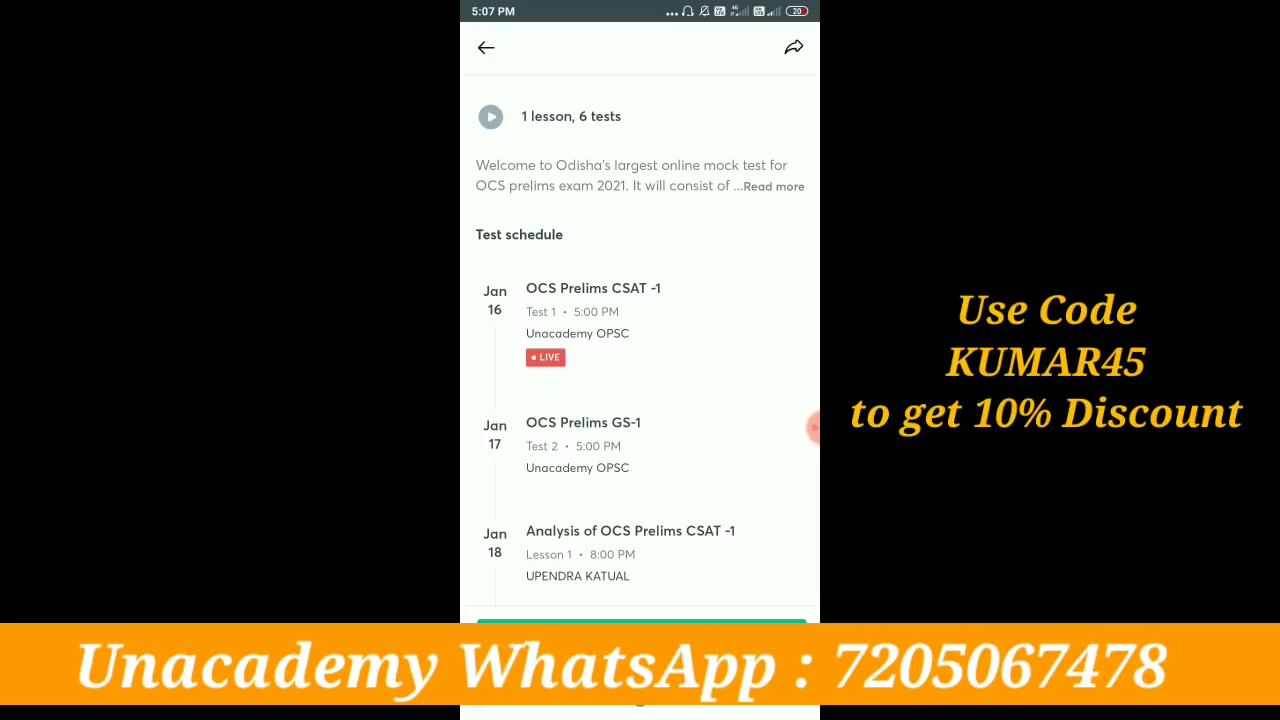 5:07 PM
4G
20
1 lesson, 6 tests
Welcome to Odisha's largest online mock test for
OCS prelims exam 2021. It will consist of ...Read more
Test schedule
Jan
16
OCS Prelims CSAT -1
Test 1 • 5:00 PM
Unacademy OPSC
LIVE
Jan
17
OCS Prelims GS-1
Test 2 • 5:00 PM
Unacademy OPSC
Jan
18
Analysis of OCS Prelims CSAT -1
Lesson 1 • 8:00 PM
UPENDRA KATUAL
Use Code
KUMAR45
to get 10% Discount
Unacademy WhatsApp : 7205067478